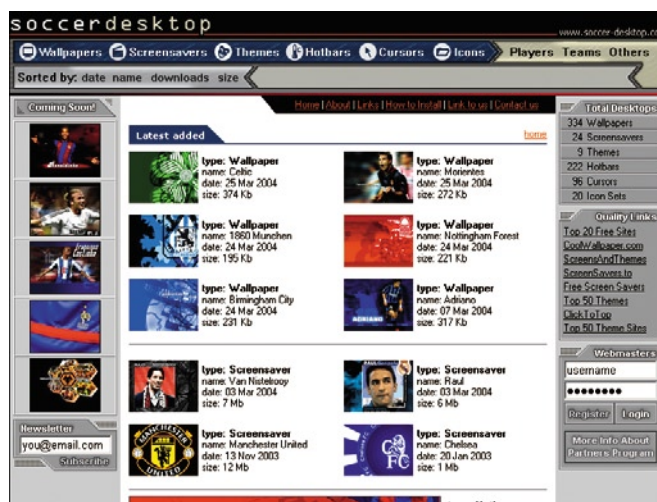 soccerdesktop
www.soccer-desktop.co
Wallpapers Screensavers Themes Hotbars Cursors Icons Players Teams Others
Sorted by: date name downloads size
Coming Soon!
Newsletter
you@email.com
Subscribe
Home | About | Links | How to Install | Link to us | Contact us
Latest added
home
type: Wallpaper
name: Celtic
date: 25 Mar 2004
size: 374 Kb
type: Wallpaper
name: Morientes
date: 25 Mar 2004
size: 272 Kb
type: Wallpaper
name: 1860 Munchen
date: 24 Mar 2004
size: 195 Kb
type: Wallpaper
name: Nottingham Forest
date: 24 Mar 2004
size: 221 Kb
type: Wallpaper
name: Birmingham City
date: 24 Mar 2004
size: 231 Kb
ADRIANO
type: Wallpaper
name: Adriano
date: 07 Mar 2004
size: 317 Kb
type: Screensaver
name: Van Nistelrooy
date: 03 Mar 2004
size: 7 Mb
type: Screensaver
name: Raul
date: 03 Mar 2004
size: 6 Mb
MANCHESTER
UNITED
type: Screensaver
name: Manchester United
date: 13 Nov 2003
size: 12 Mb
CFC
type: Screensaver
name: Chelsea
date: 20 Jan 2003
size: 1 Mb
Total Desktops
334 Wallpapers
24 Screensavers
9 Themes
222 Hotbars
96 Cursors
20 Icon Sets
Quality Links
Top 20 Free Sites
CoolWallpaper.com
ScreensAndThemes
ScreenSavers.to
Free Screen Savers
Top 50 Themes
ClickToTop
Top 50 Theme Sites
Webmasters
username
Register Login
More Info About
Partners Program